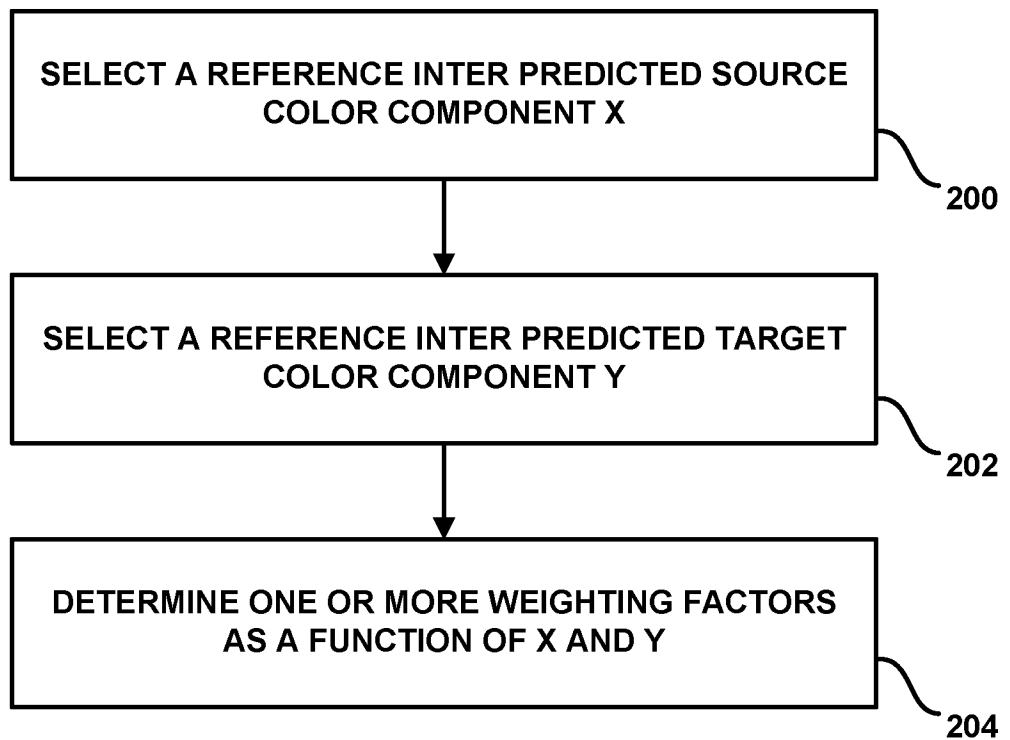 SELECT A REFERENCE INTER PREDICTED SOURCE
COLOR COMPONENT X
200
SELECT A REFERENCE INTER PREDICTED TARGET
COLOR COMPONENT Y
202
DETERMINE ONE OR MORE WEIGHTING FACTORS
AS A FUNCTION OF X AND Y
204